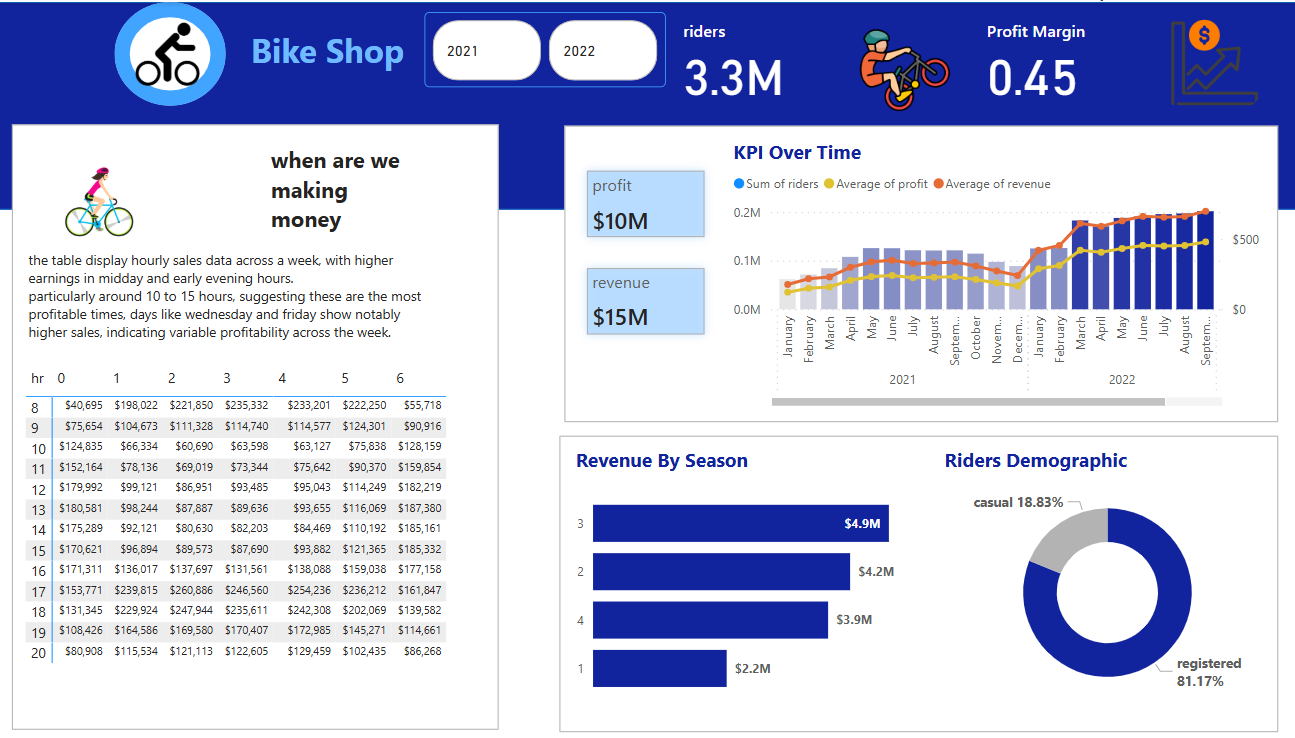 Bike Shop
2021
2022
riders
3.3M
Profit Margin
0.45
$
when are we
making
money
the table display hourly sales data across a week, with higher
earnings in midday and early evening hours.
particularly around 10 to 15 hours, suggesting these are the most
profitable times, days like wednesday and friday show notably
higher sales, indicating variable profitability across the week.
hr 0 1 2 3 4 5 6
8 $40,695 $198,022 $221,850 $235,332 $233,201 $222,250 $55,718
9 $75,654 $104,673 $111,328 $114,740 $114,577 $124,301 $90,916
10 $124,835 $66,334 $60,690 $63,598 $63,127 $75,838 $128,159
11 $152,164 $78,136 $69,019 $73,344 $75,642 $90,370 $159,854
12 $179,992 $99,121 $86,951 $93,485 $95,043 $114,249 $182,219
13 $180,581 $98,244 $87,887 $89,636 $93,655 $116,069 $187,380
14 $175,289 $92,121 $80,630 $82,203 $84,469 $110,192 $185,161
15 $170,621 $96,894 $89,573 $87,690 $93,882 $121,365 $185,332
16 $171,311 $136,017 $137,697 $131,561 $138,088 $159,038 $177,158
17 $153,771 $239,815 $260,886 $246,560 $254,236 $236,212 $161,847
18 $131,345 $229,924 $247,944 $235,611 $242,308 $202,069 $139,582
19 $108,426 $164,586 $169,580 $170,407 $172,985 $145,271 $114,661
20 $80,908 $115,534 $121,113 $122,605 $129,459 $102,435 $86,268
profit
$10M
revenue
$15M
KPI Over Time
Sum of riders Average of profit Average of revenue
0.2M
0.1M
0.0M
$500
$0
January
February
March
April
May
June
July
August
Septem...
October
Novem...
Decem...
January
February
March
April
May
June
July
August
Septem...
2021
2022
Revenue By Season
3 $4.9M
2 $4.2M
4 $3.9M
1 $2.2M
Riders Demographic
casual 18.83%
registered
81.17%